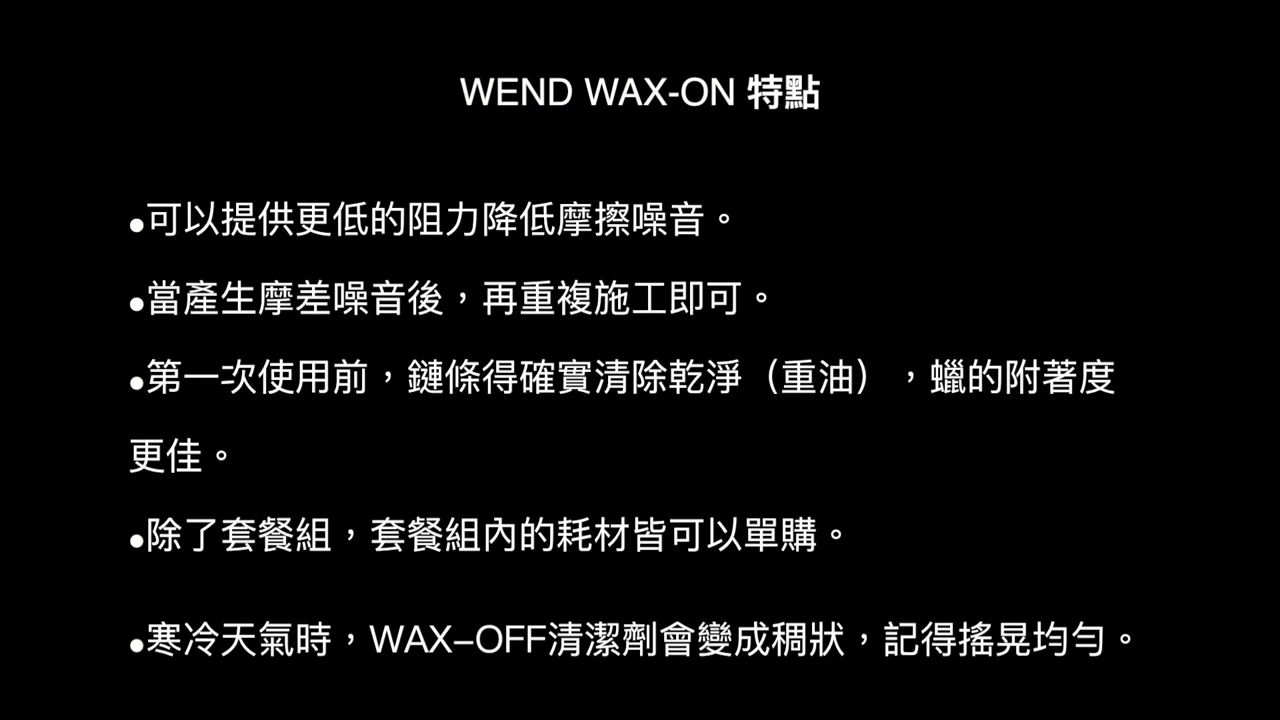 WEND WAX-ON 特點
•可以提供更低的阻力降低摩擦噪音。
•當產生摩差噪音後，再重複施工即可。
•第一次使用前，鏈條得確實清除乾淨（重油），蠟的附著度
更佳。
•除了套餐組，套餐組內的耗材皆可以單購。
•寒冷天氣時，WAX–OFF清潔劑會變成稠狀，記得搖晃均勻。